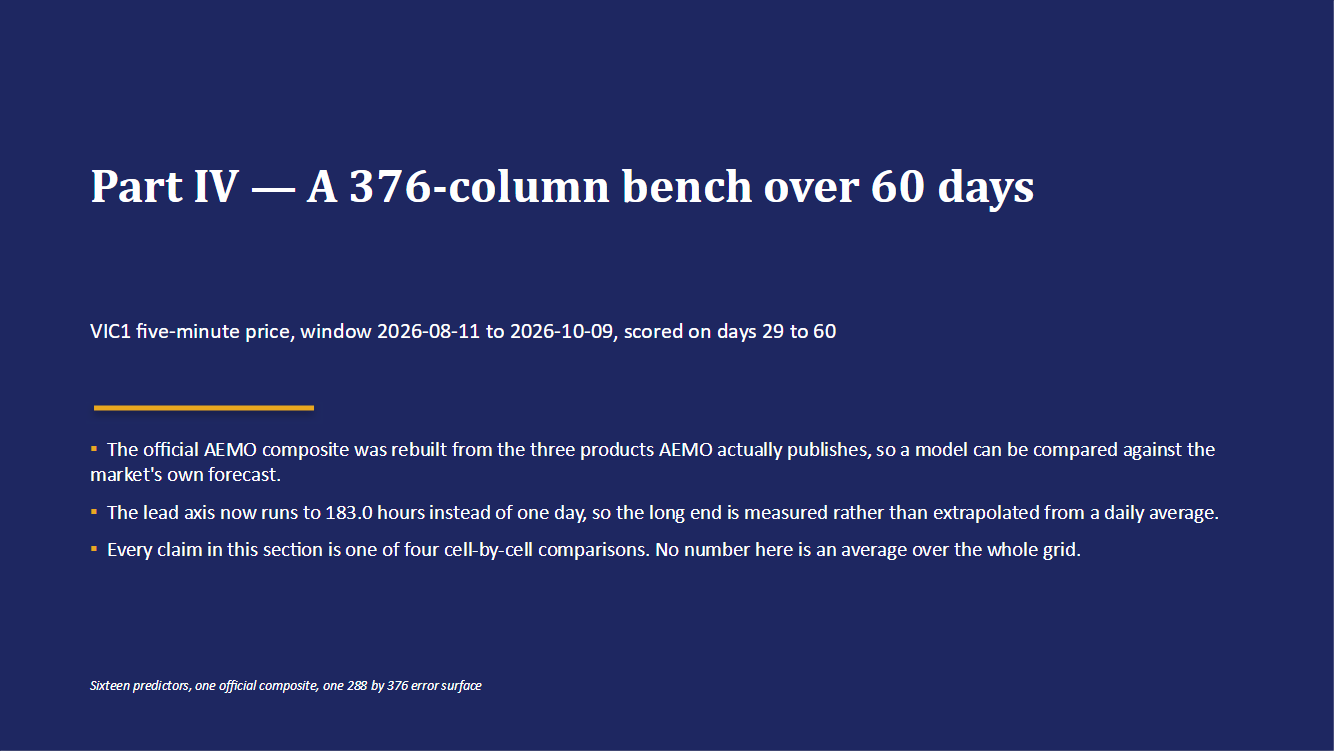 Part IV — A 376-column bench over 60 days
VIC1 five-minute price, window 2026-08-11 to 2026-10-09, scored on days 29 to 60
▪ The official AEMO composite was rebuilt from the three products AEMO actually publishes, so a model can be compared against the
market's own forecast.
▪ The lead axis now runs to 183.0 hours instead of one day, so the long end is measured rather than extrapolated from a daily average.
▪ Every claim in this section is one of four cell-by-cell comparisons. No number here is an average over the whole grid.
Sixteen predictors, one official composite, one 288 by 376 error surface